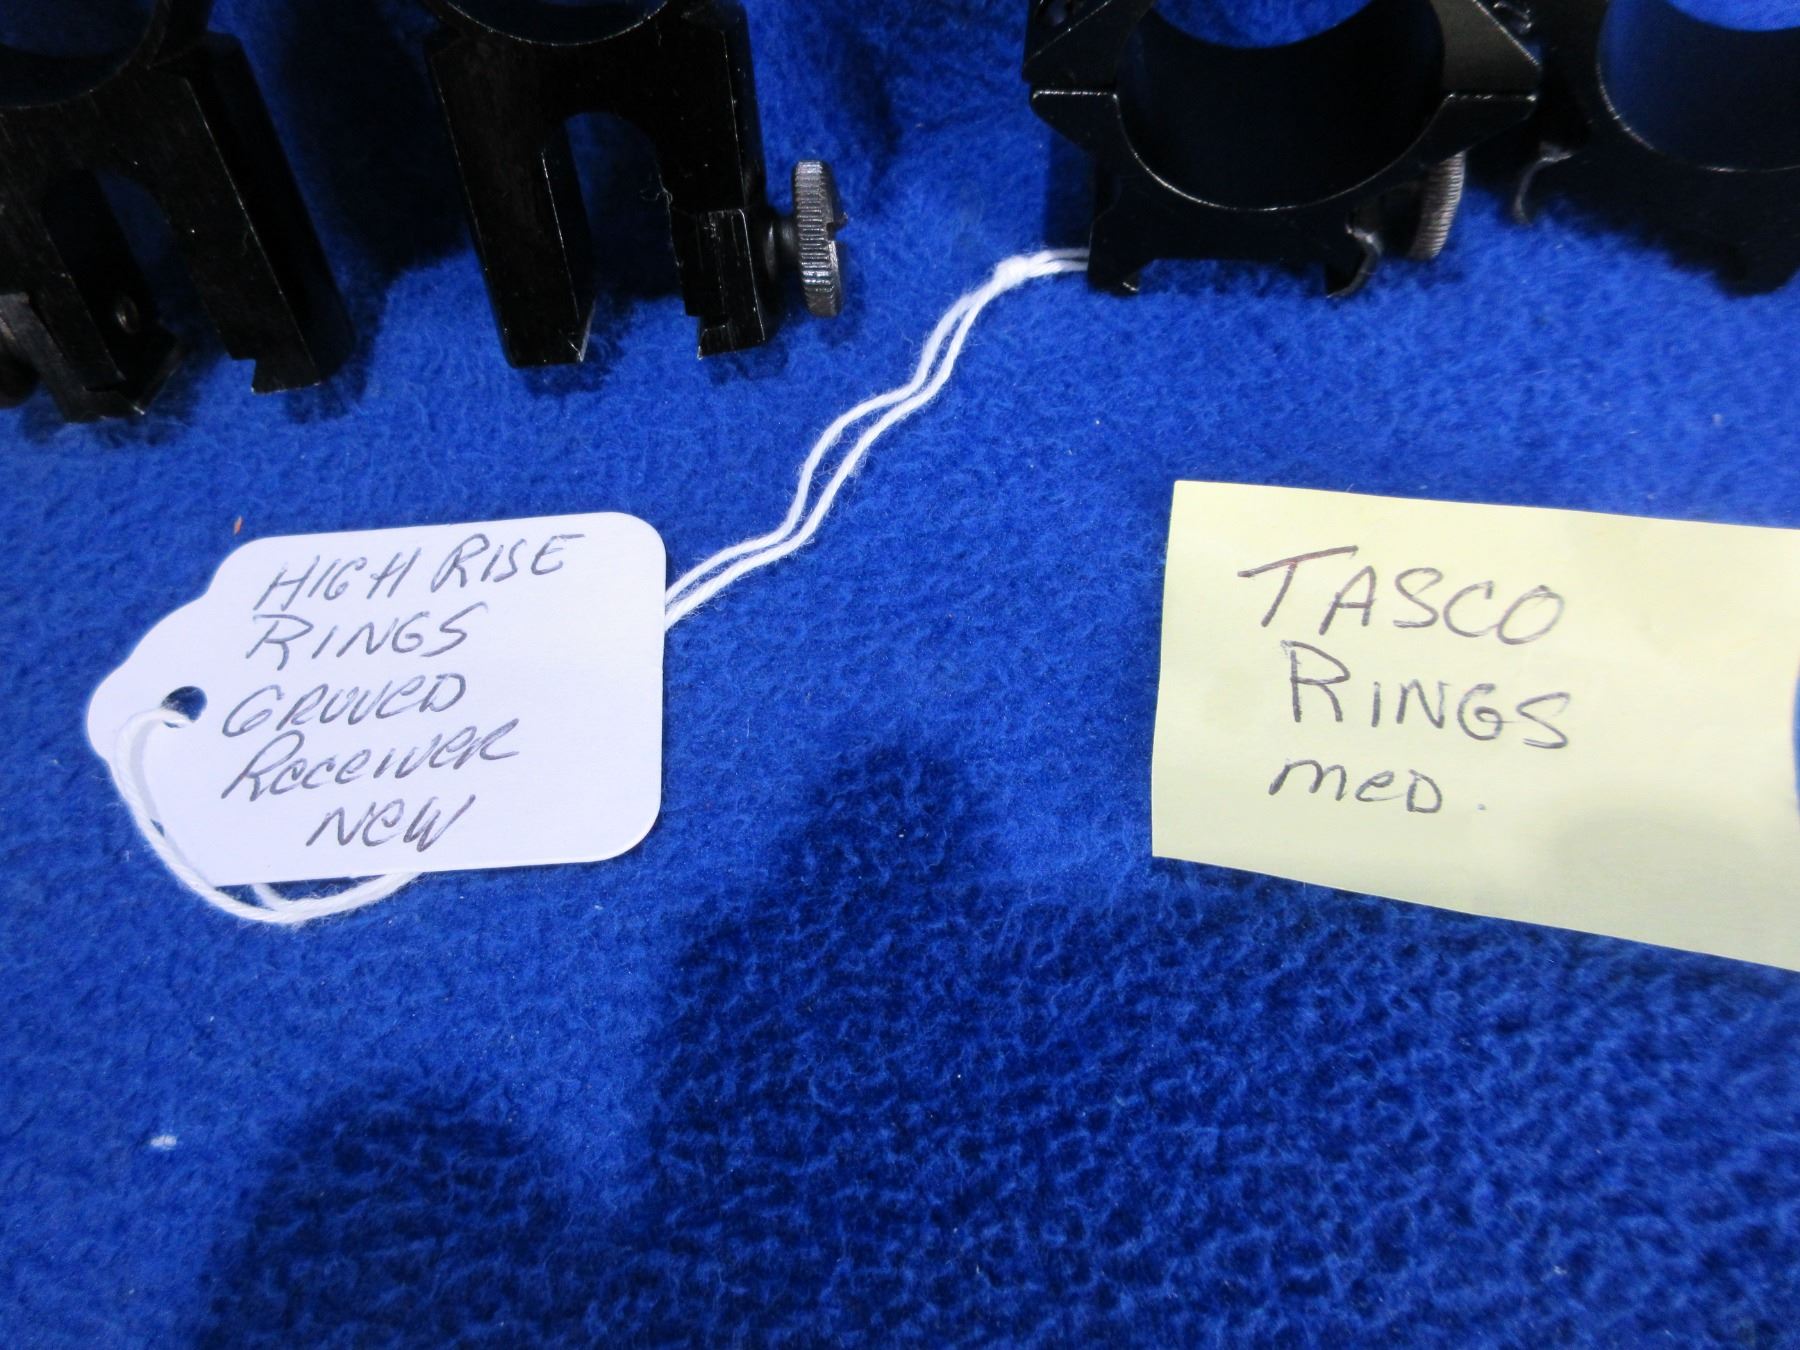 HIGH RISE
RINGS
GRUVED
Receiver
New
TASCO
RINGS
MED.